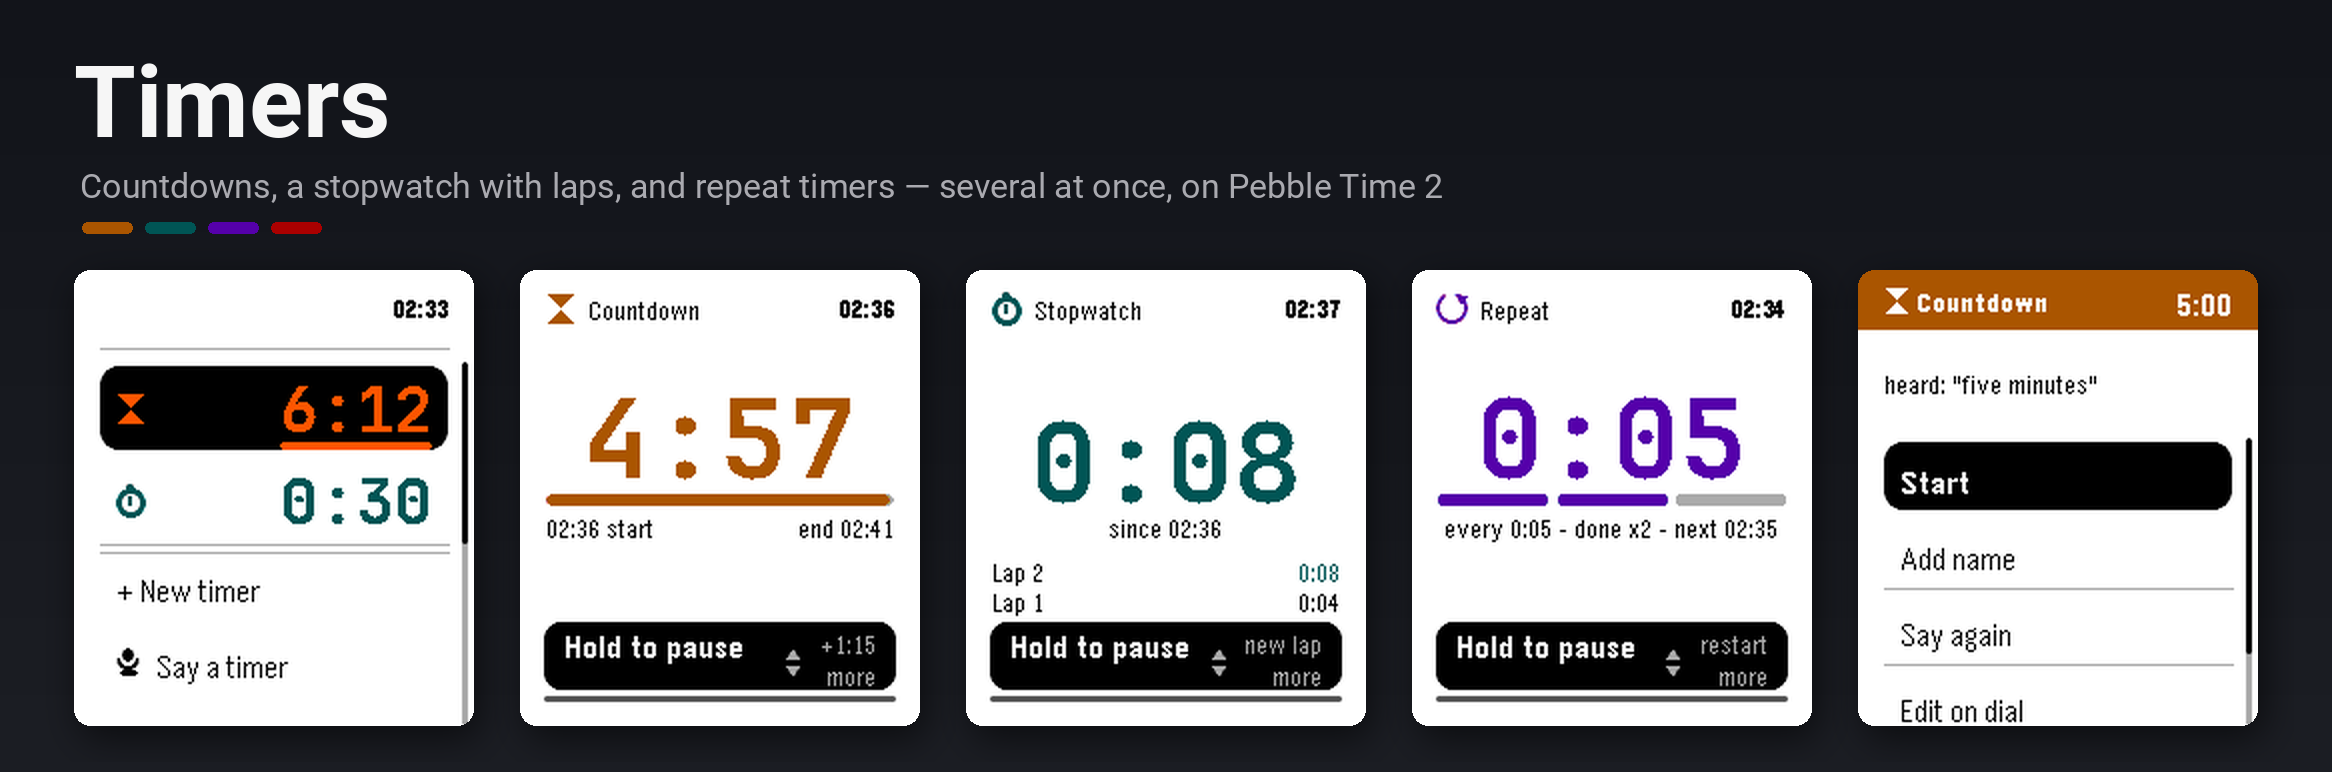 Timers
Countdowns, a stopwatch with laps, and repeat timers — several at once, on Pebble Time 2
02:33
6:12
0:30
+ New timer
Say a timer
Countdown 02:36
4:57
02:36 start end 02:41
Hold to pause +1:15
more
Stopwatch 02:37
0:08
since 02:36
Lap 2 0:08
Lap 1 0:04
Hold to pause new lap
more
Repeat 02:34
0:05
every 0:05 - done x2 - next 02:35
Hold to pause restart
more
Countdown 5:00
heard: "five minutes"
Start
Add name
Say again
Edit on dial